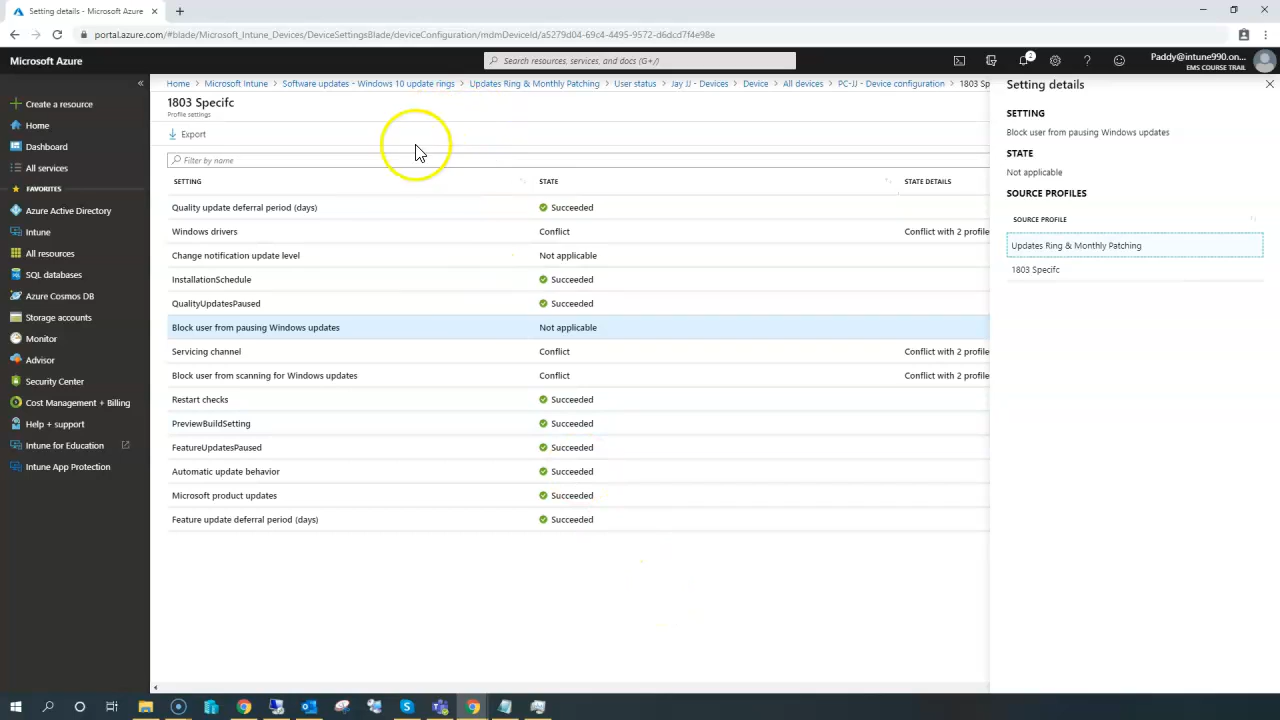 Setting details - Microsoft Azure
portal.azure.com/#blade/Microsoft_Intune_Devices/DeviceSettingsBlade/deviceConfiguration/mdmDeviceId/a5279d04-69c4-4495-9572-d6dcd7f4e98e
Microsoft Azure
Search resources, services, and docs (G+/)
2
Paddy@intune990.on...
EMS COURSE TRAIL
Create a resource
Home
Dashboard
All services
FAVORITES
Azure Active Directory
Intune
All resources
SQL databases
Azure Cosmos DB
Storage accounts
Monitor
Advisor
Security Center
Cost Management + Billing
Help + support
Intune for Education
Intune App Protection
Home > Microsoft Intune > Software updates - Windows 10 update rings > Updates Ring & Monthly Patching > User status > Jay JJ - Devices > Device > All devices > PC-JJ - Device configuration > 1803 Sp
1803 Specifc
Profile settings
Export
Filter by name
SETTING STATE STATE DETAILS
Quality update deferral period (days) Succeeded
Windows drivers Conflict Conflict with 2 profile
Change notification update level Not applicable
InstallationSchedule Succeeded
QualityUpdatesPaused Succeeded
Block user from pausing Windows updates Not applicable
Servicing channel Conflict Conflict with 2 profile
Block user from scanning for Windows updates Conflict Conflict with 2 profile
Restart checks Succeeded
PreviewBuildSetting Succeeded
FeatureUpdatesPaused Succeeded
Automatic update behavior Succeeded
Microsoft product updates Succeeded
Feature update deferral period (days) Succeeded
Setting details
SETTING
Block user from pausing Windows updates
STATE
Not applicable
SOURCE PROFILES
SOURCE PROFILE
Updates Ring & Monthly Patching
1803 Specifc